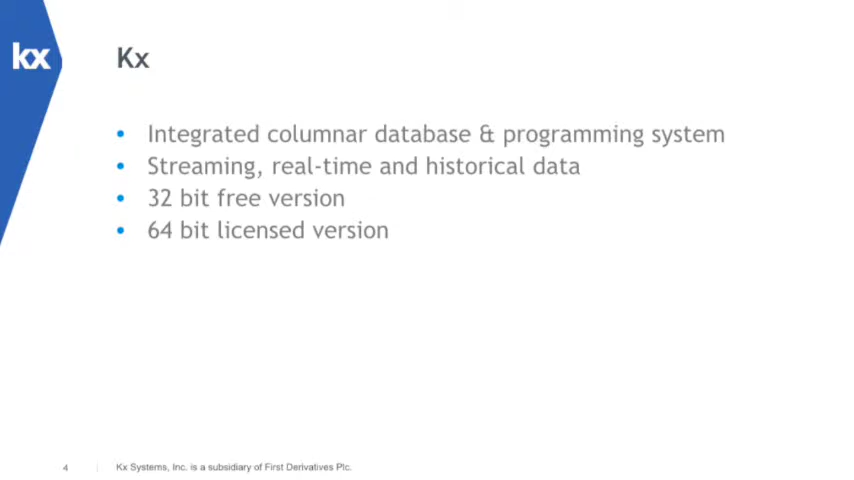 kx
Kx
• Integrated columnar database & programming system
• Streaming, real-time and historical data
• 32 bit free version
• 64 bit licensed version
4 | Kx Systems, Inc. is a subsidiary of First Derivatives Plc.